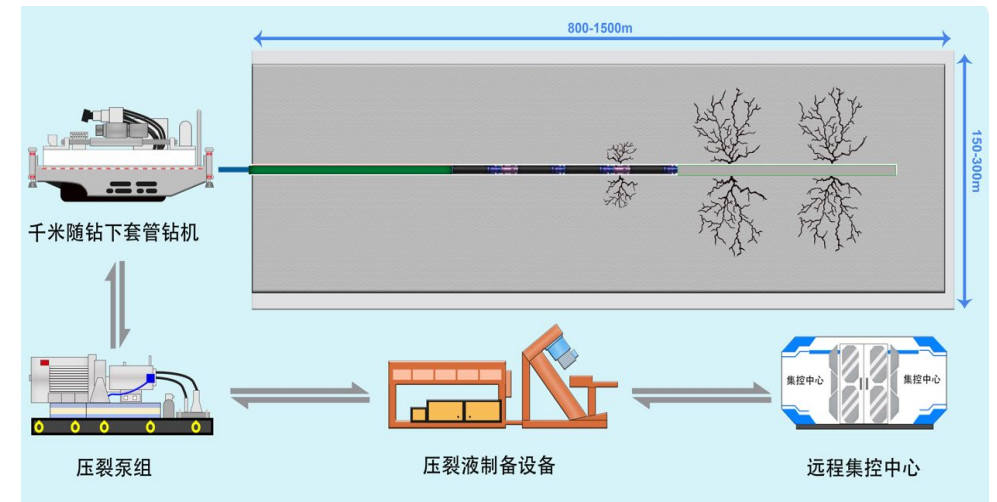 800-1500m
150-300m
千米随钻下套管钻机
压裂泵组
压裂液制备设备
集控中心
集控中心
远程集控中心